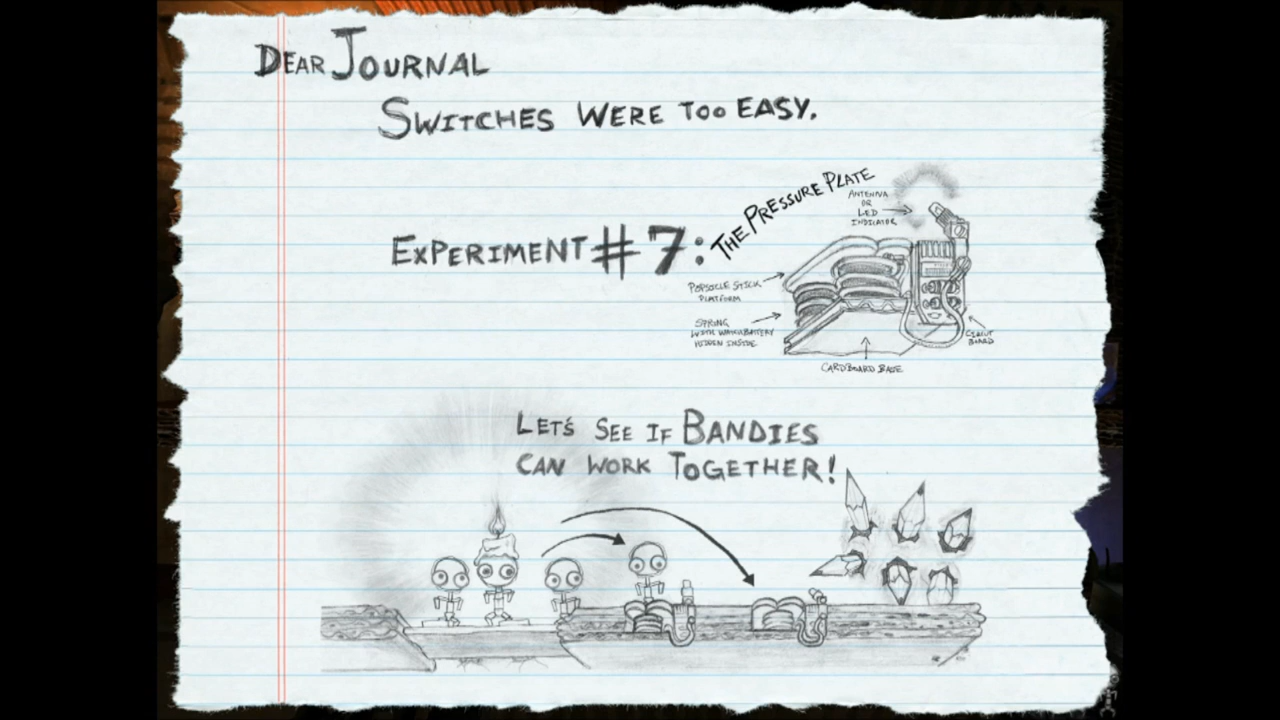 DEAR JOURNAL
SWITCHES WERE TOO EASY.
EXPERIMENT #7: THE PRESSURE PLATE
ANTENNA
OR
LED
INDICATOR
POPSICLE STICK
PLATFORM
SPRING
WITH WATCH BATTERY
HIDDEN INSIDE
CIRCUT
BOARD
CARDBOARD BASE
LET'S SEE IF BANDIES
CAN WORK TOGETHER!